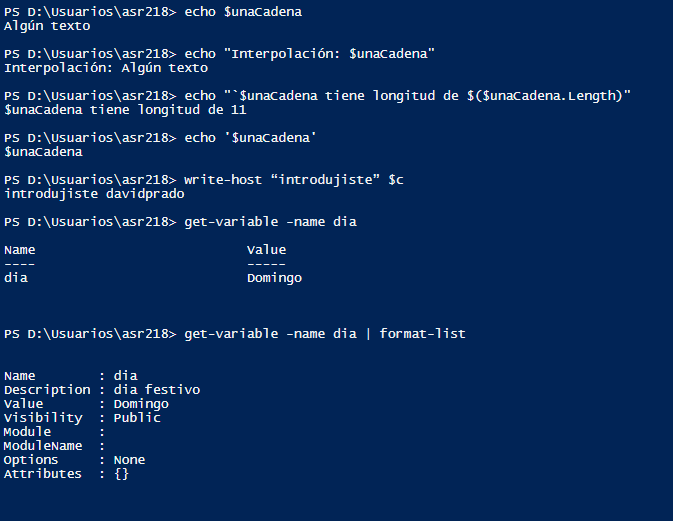 PS D:\Usuarios\asr218> echo $unaCadena
Algún texto
PS D:\Usuarios\asr218> echo "Interpolación: $unaCadena"
Interpolación: Algún texto
PS D:\Usuarios\asr218> echo "`$unaCadena tiene longitud de $($unaCadena.Length)"
$unaCadena tiene longitud de 11
PS D:\Usuarios\asr218> echo '$unaCadena'
$unaCadena
PS D:\Usuarios\asr218> write-host “introdujiste” $c
introdujiste davidprado
PS D:\Usuarios\asr218> get-variable -name dia
Name                           Value
----                           -----
dia                            Domingo
PS D:\Usuarios\asr218> get-variable -name dia | format-list
Name        : dia
Description : dia festivo
Value       : Domingo
Visibility  : Public
Module      :
ModuleName  :
Options     : None
Attributes  : {}